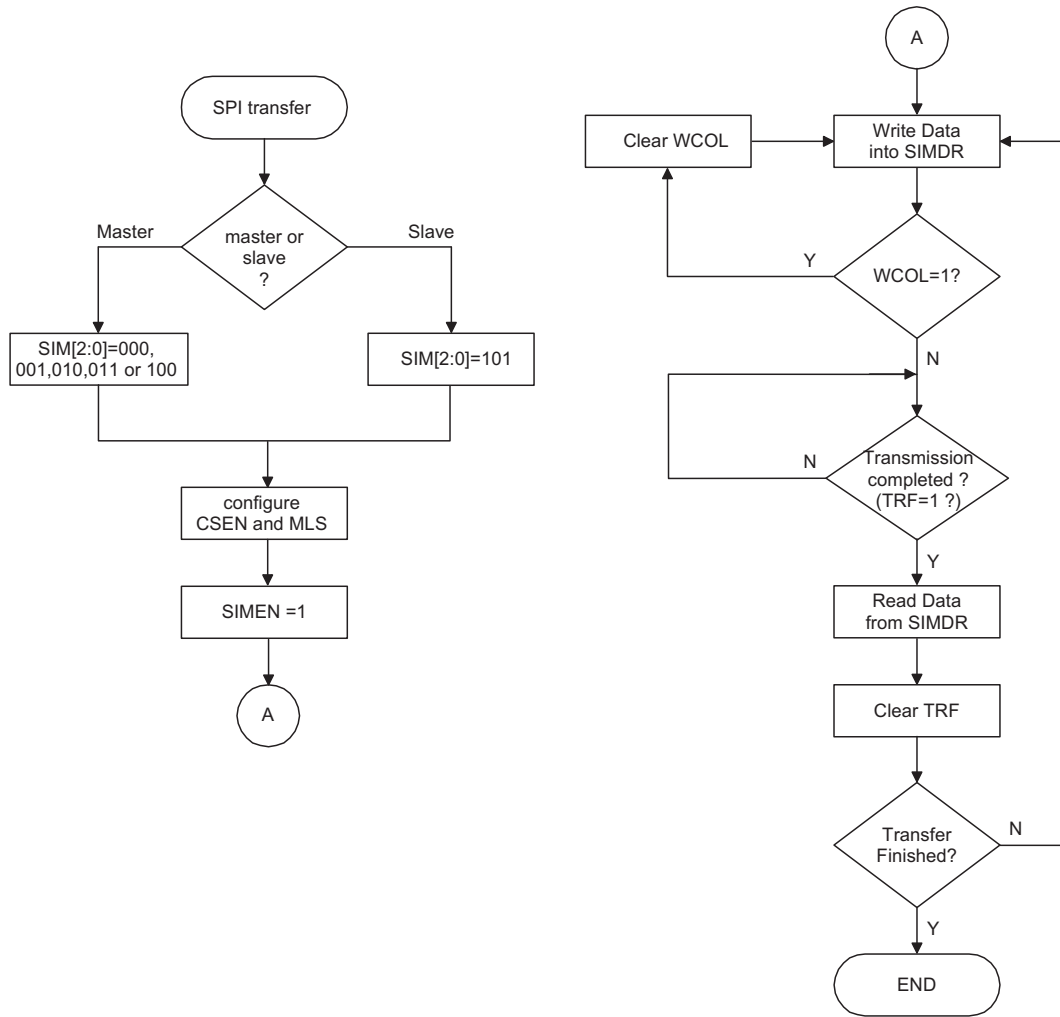 SPI transfer
Master
Slave
master or
slave
?
SIM[2:0]=000,
001,010,011 or 100
SIM[2:0]=101
configure
CSEN and MLS
SIMEN =1
A
A
Clear WCOL
Write Data
into SIMDR
Y
WCOL=1?
N
N
Transmission
completed ?
(TRF=1 ?)
Y
Read Data
from SIMDR
Clear TRF
Transfer
Finished?
N
Y
END